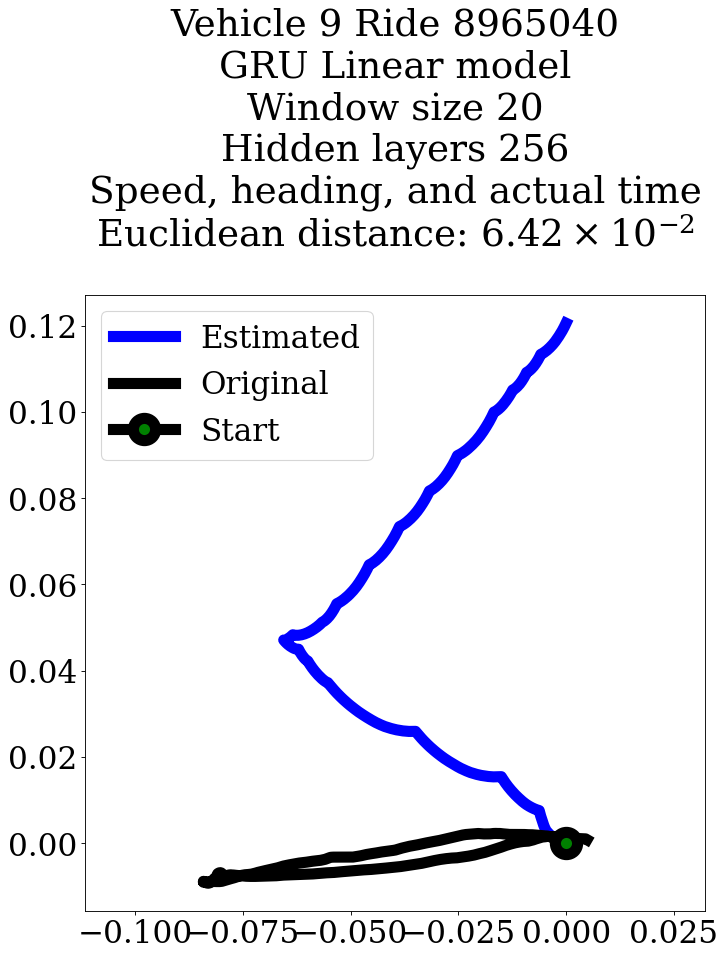 Vehicle 9 Ride 8965040
GRU Linear model
Window size 20
Hidden layers 256
Speed, heading, and actual time
Euclidean distance: 6.42 × 10⁻²
Estimated
Original
Start
0.12
0.10
0.08
0.06
0.04
0.02
0.00
−0.100 −0.075 −0.050 −0.025 0.000 0.025